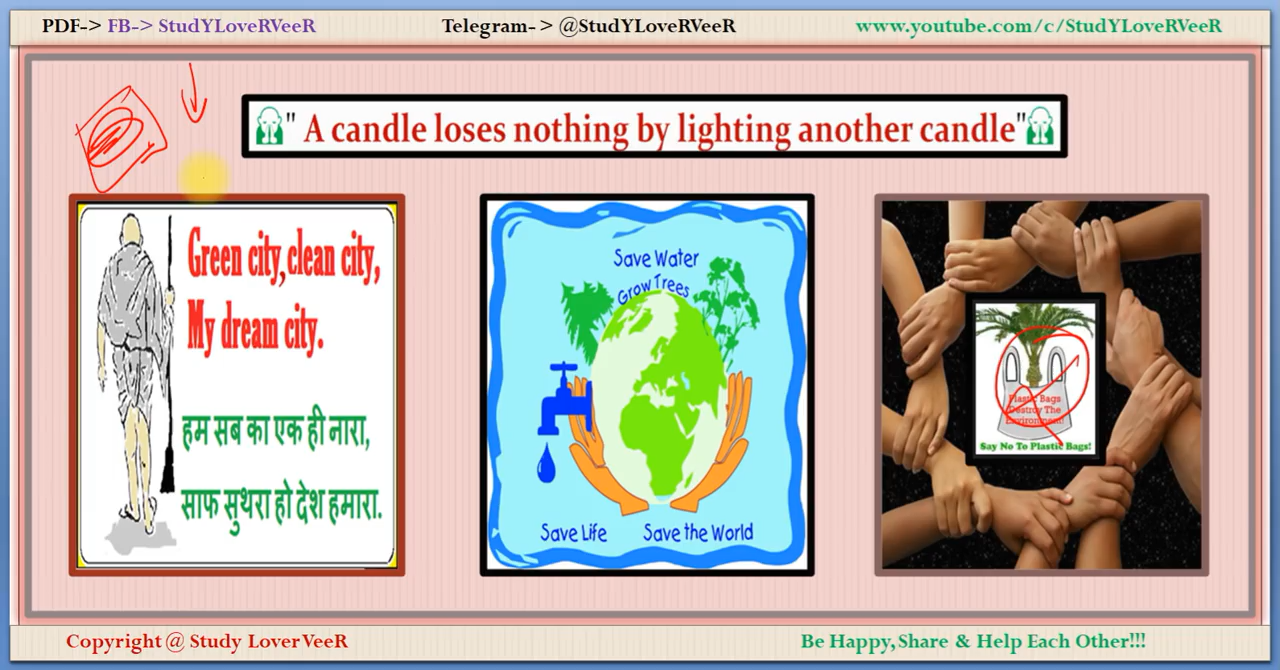 PDF-> FB-> StudYLoveRVeeR
Telegram- > @StudYLoveRVeeR
www.youtube.com/c/StudYLoveRVeeR
" A candle loses nothing by lighting another candle"
Green city,clean city,
My dream city.
हम सब का एक ही नारा,
साफ सुथरा हो देश हमारा.
Save Water
Grow Trees
Save Life
Save the World
Plastic Bags
Destroy The
Environment!
Say No To Plastic Bags!
Copyright @ Study LoverVeeR
Be Happy,Share & Help Each Other!!!